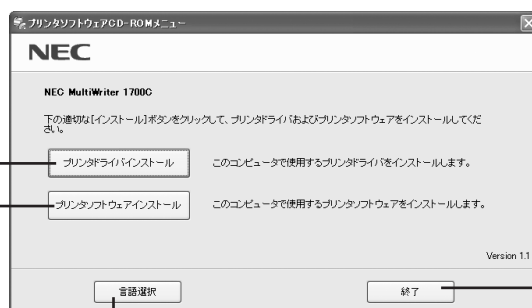 プリンタソフトウェアCD-ROMメニュー
NEC
NEC MultiWriter 1700C
下の適切な[インストール]ボタンをクリックして、プリンタドライバおよびプリンタソフトウェアをインストールしてくだ
さい。
プリンタドライバインストール
このコンピュータで使用するプリンタドライバをインストールします。
プリンタソフトウェアインストール
このコンピュータで使用するプリンタソフトウェアをインストールします。
Version 1.1
言語選択
終了